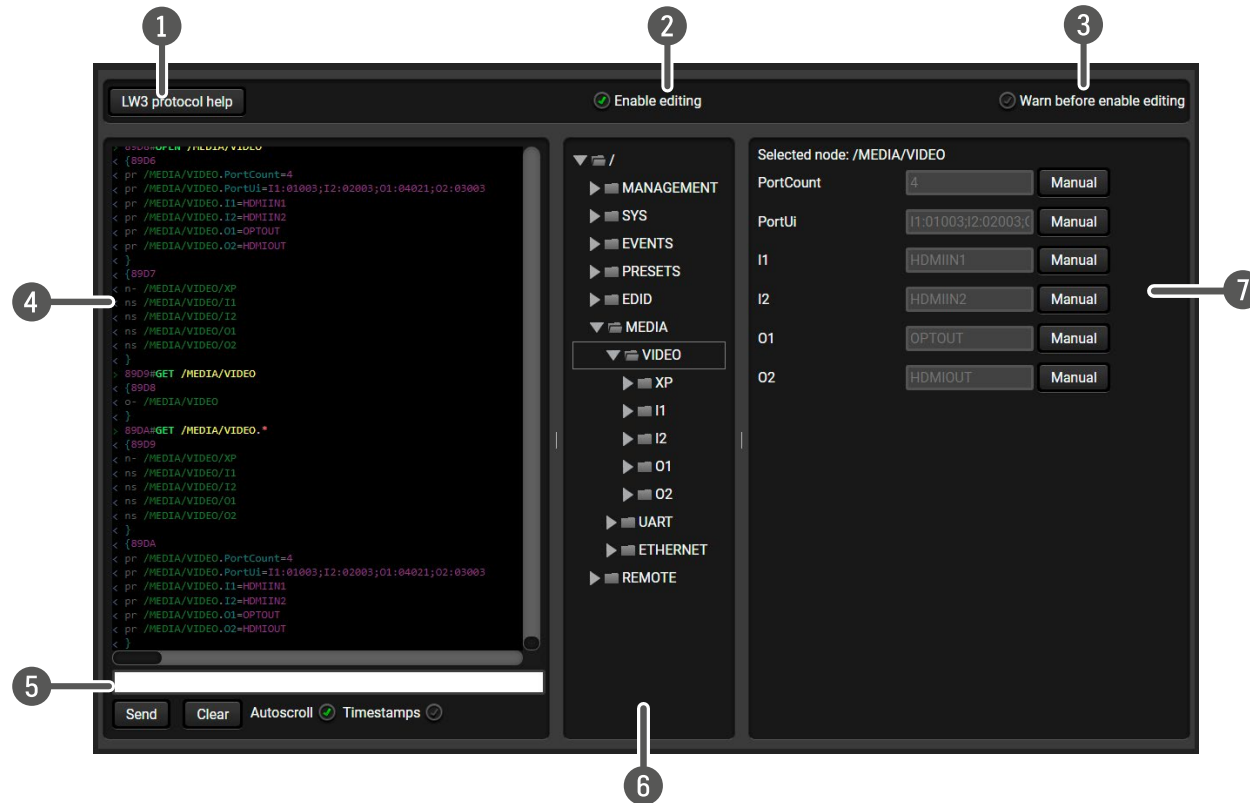 1
2
3
LW3 protocol help
Enable editing
Warn before enable editing
> 89D8#OPEN /MEDIA/VIDEO
< {89D6
< pr /MEDIA/VIDEO.PortCount=4
< pr /MEDIA/VIDEO.PortUi=I1:01003;I2:02003;O1:04021;O2:03003
< pr /MEDIA/VIDEO.I1=HDMIIN1
< pr /MEDIA/VIDEO.I2=HDMIIN2
< pr /MEDIA/VIDEO.O1=OPTOUT
< pr /MEDIA/VIDEO.O2=HDMIOUT
< }
< {89D7
< n- /MEDIA/VIDEO/XP
< ns /MEDIA/VIDEO/I1
< ns /MEDIA/VIDEO/I2
< ns /MEDIA/VIDEO/O1
< ns /MEDIA/VIDEO/O2
< }
> 89D9#GET /MEDIA/VIDEO
< {89D8
< o- /MEDIA/VIDEO
< }
> 89DA#GET /MEDIA/VIDEO.*
< {89D9
< n- /MEDIA/VIDEO/XP
< ns /MEDIA/VIDEO/I1
< ns /MEDIA/VIDEO/I2
< ns /MEDIA/VIDEO/O1
< ns /MEDIA/VIDEO/O2
< }
< {89DA
< pr /MEDIA/VIDEO.PortCount=4
< pr /MEDIA/VIDEO.PortUi=I1:01003;I2:02003;O1:04021;O2:03003
< pr /MEDIA/VIDEO.I1=HDMIIN1
< pr /MEDIA/VIDEO.I2=HDMIIN2
< pr /MEDIA/VIDEO.O1=OPTOUT
< pr /MEDIA/VIDEO.O2=HDMIOUT
< }
4
5
Send
Clear
Autoscroll
Timestamps
/
MANAGEMENT
SYS
EVENTS
PRESETS
EDID
MEDIA
VIDEO
XP
I1
I2
O1
O2
UART
ETHERNET
REMOTE
6
Selected node: /MEDIA/VIDEO
PortCount 4 Manual
PortUi I1:01003;I2:02003;O Manual
I1 HDMIIN1 Manual
I2 HDMIIN2 Manual
O1 OPTOUT Manual
O2 HDMIOUT Manual
7